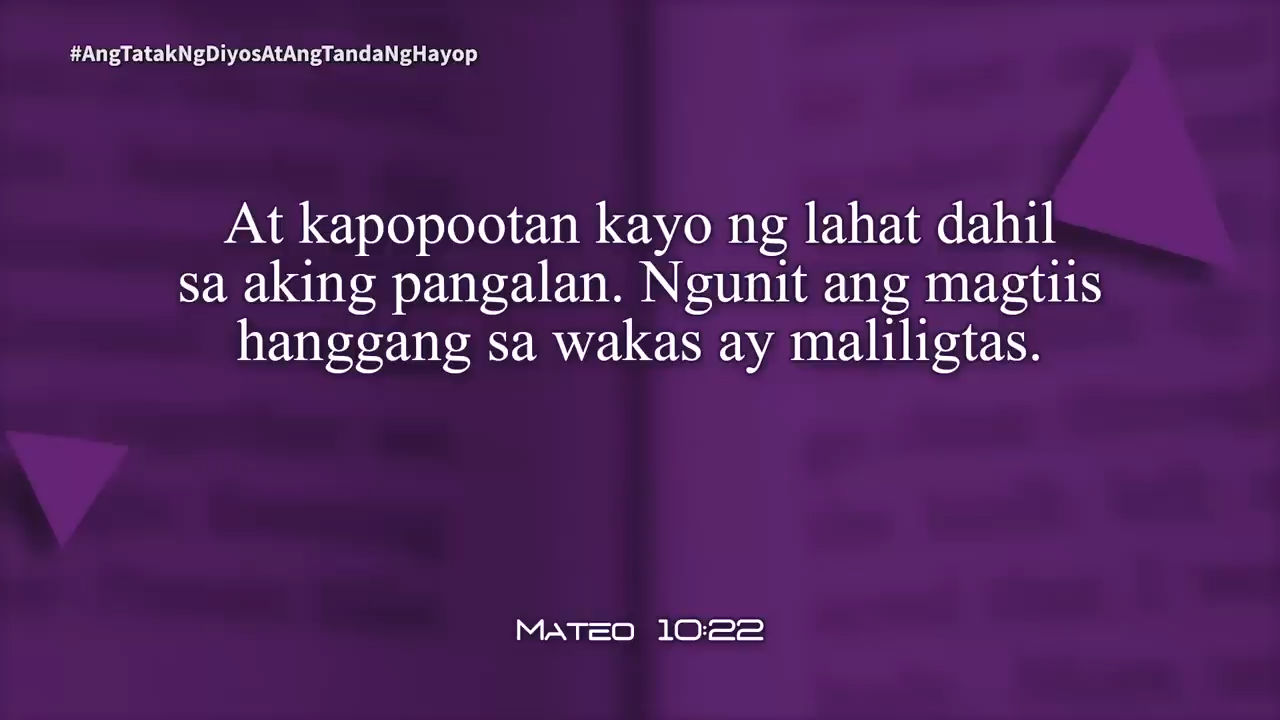 #AngTatakNgDiyosAtAngTandaNgHayop
At kapopootan kayo ng lahat dahil
sa aking pangalan. Ngunit ang magtiis
hanggang sa wakas ay maliligtas.
Mateo 10:22